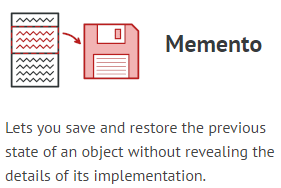 Memento
Lets you save and restore the previous
state of an object without revealing the
details of its implementation.